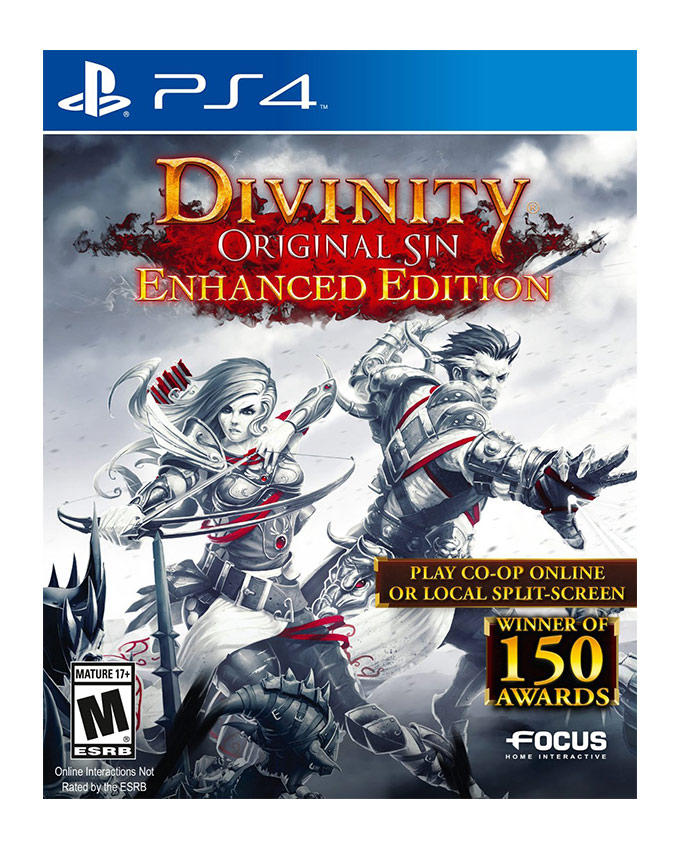 PS4™
DIVINITY®
ORIGINAL SIN
ENHANCED EDITION
PLAY CO-OP ONLINE
OR LOCAL SPLIT-SCREEN
WINNER OF
150
AWARDS
MATURE 17+
M®
ESRB
Online Interactions Not
Rated by the ESRB
FOCUS
HOME INTERACTIVE